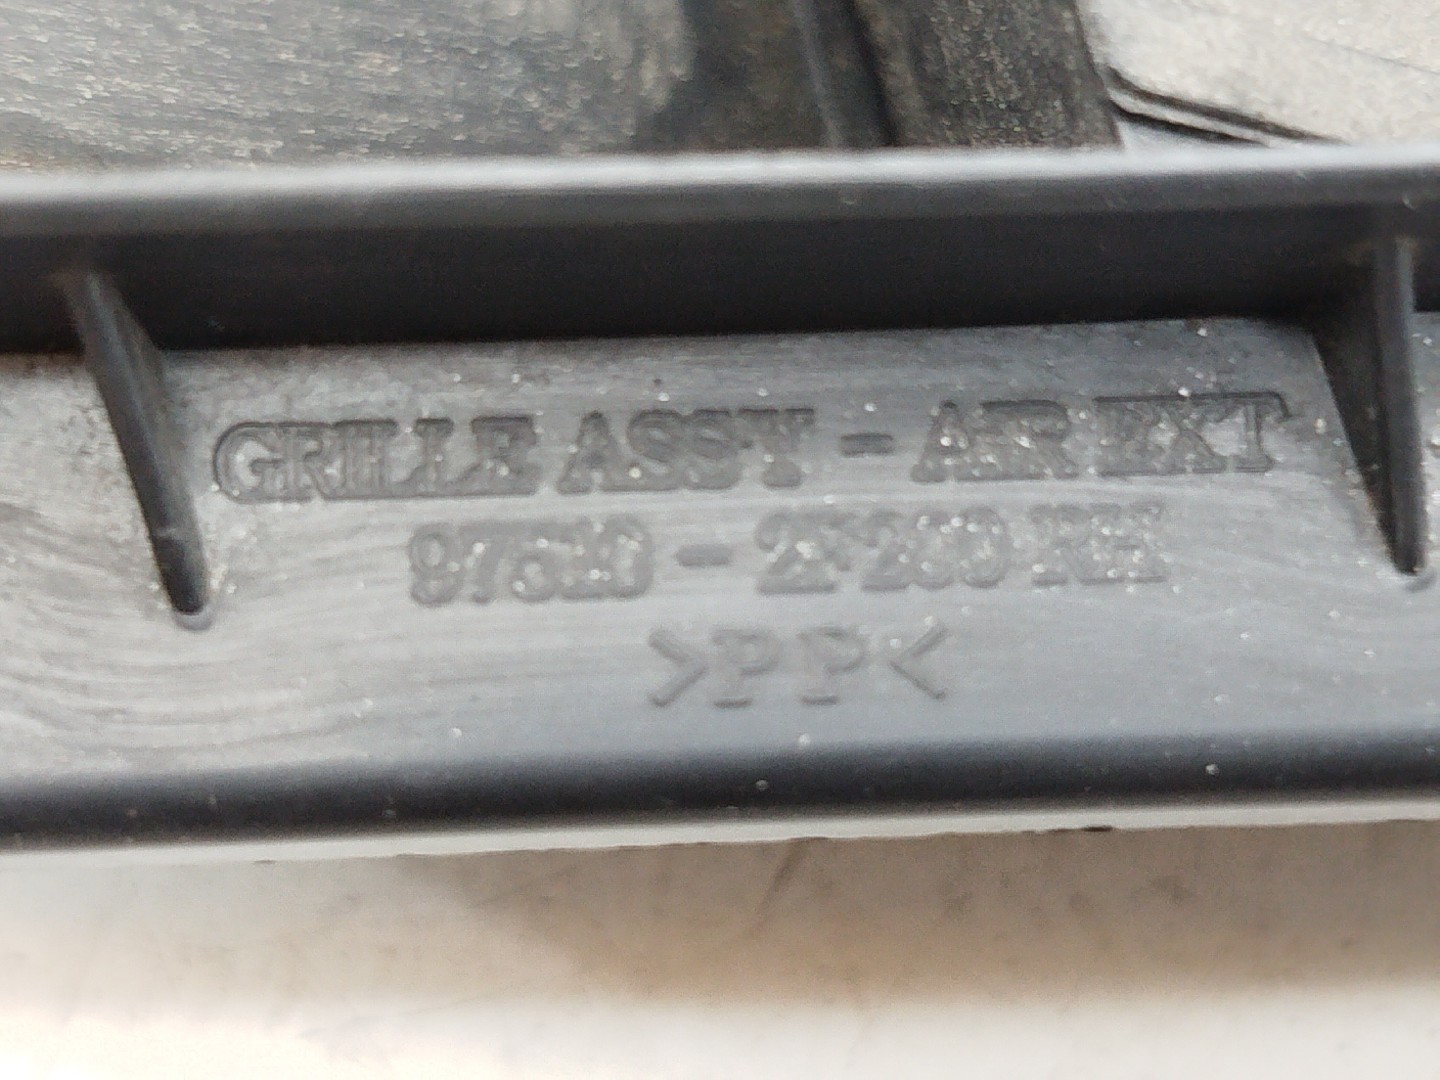 GRILLE ASS'Y - AIR EXT
97510 - 2F200 RH
>PP<